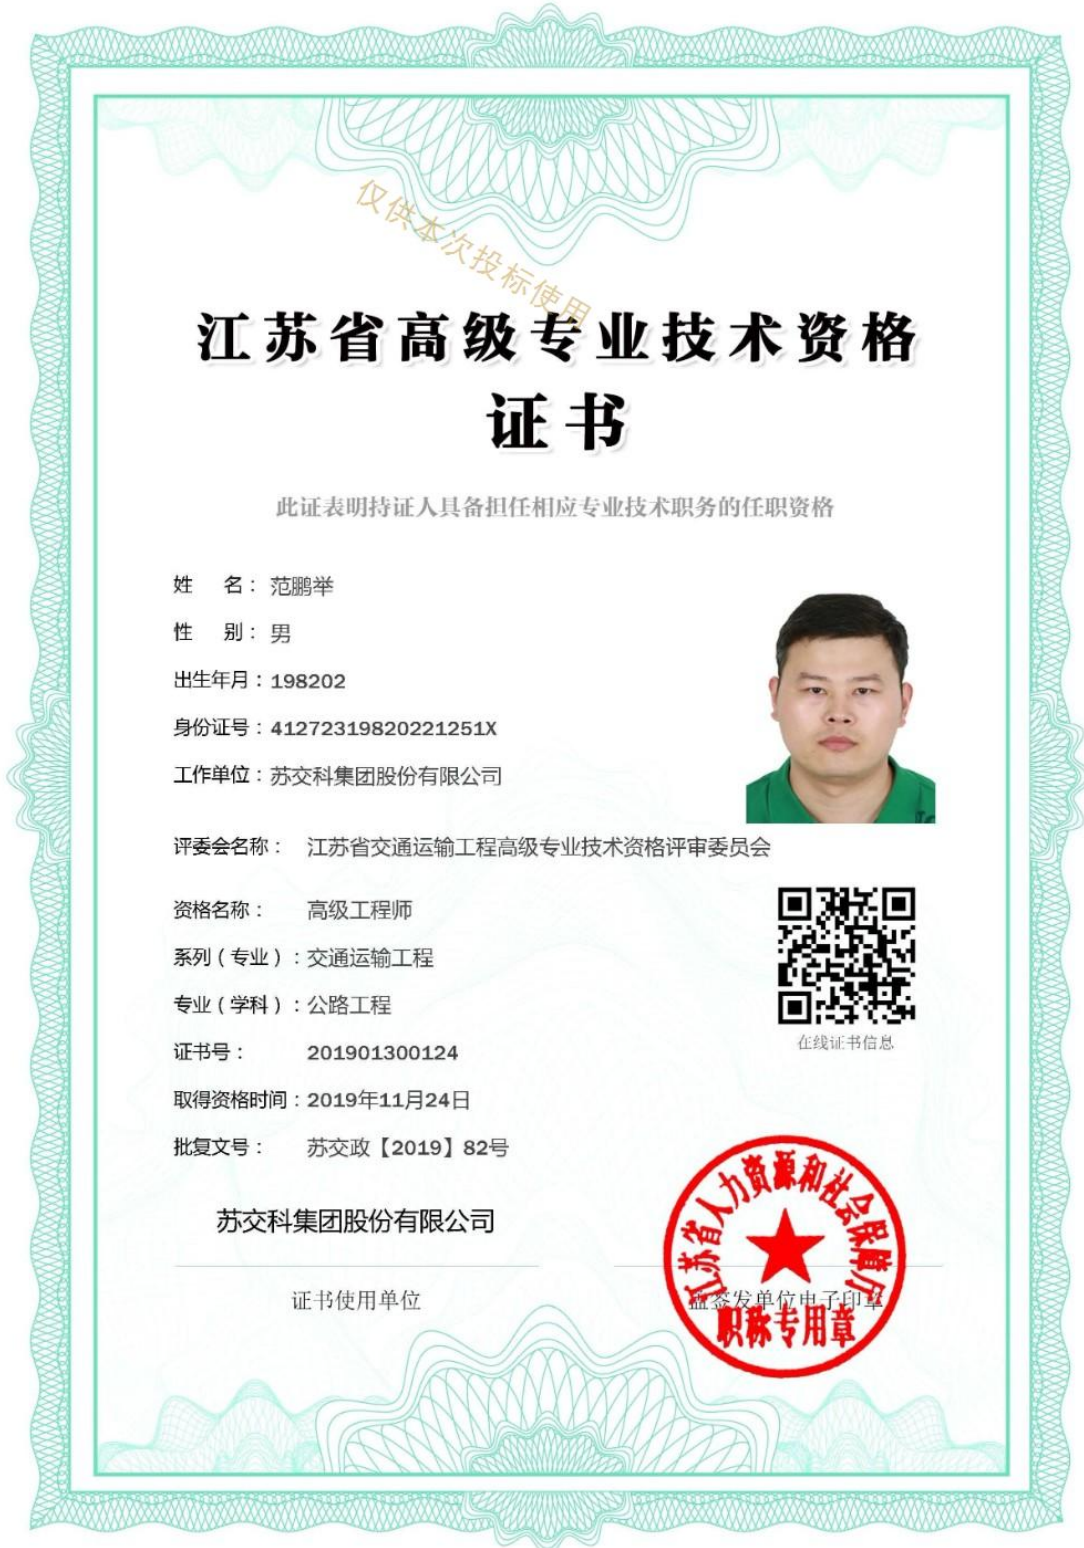 仅供本次投标使用
江苏省高级专业技术资格
证书
此证表明持证人具备担任相应专业技术职务的任职资格
姓 名：范鹏举
性 别：男
出生年月：198202
身份证号：41272319820221251X
工作单位：苏交科集团股份有限公司
评委会名称： 江苏省交通运输工程高级专业技术资格评审委员会
资格名称： 高级工程师
系列（专业）：交通运输工程
专业（学科）：公路工程
证书号： 201901300124
取得资格时间：2019年11月24日
批复文号： 苏交政【2019】82号
在线证书信息
苏交科集团股份有限公司
证书使用单位
江苏省人力资源和社会保障厅
盖签发单位电子印章
职称专用章